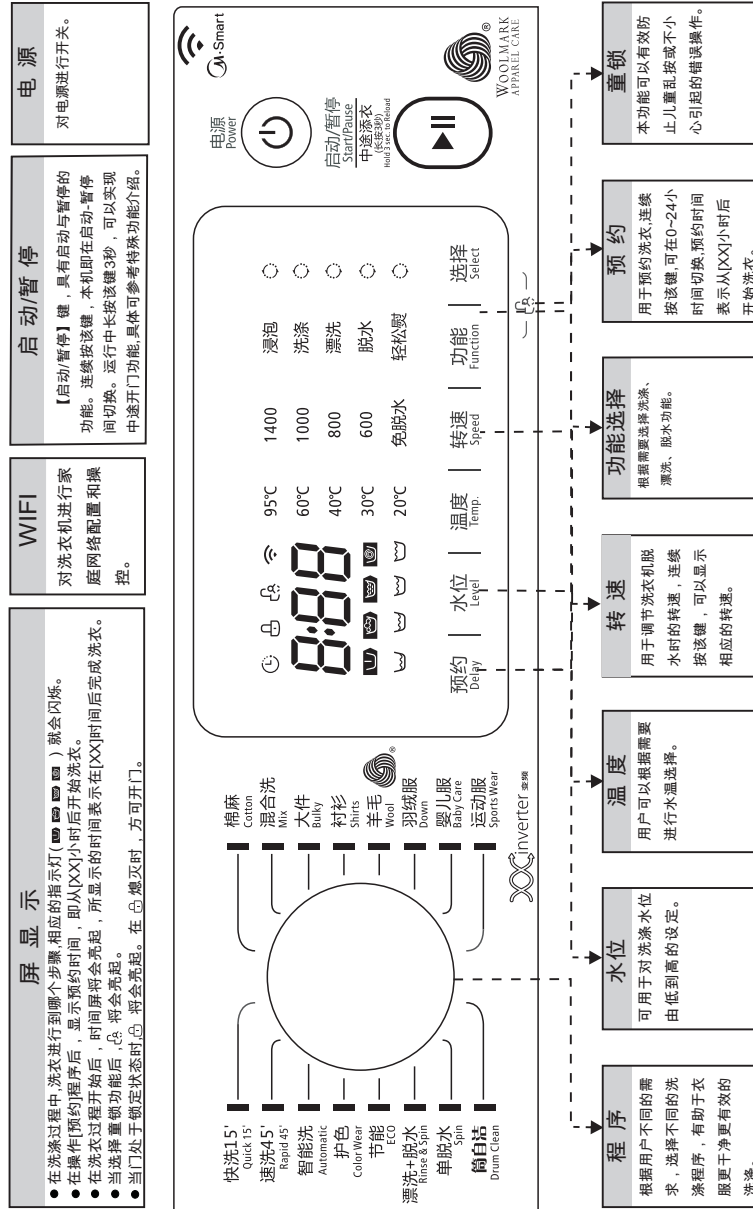 屏 显 示
● 在洗涤过程中,洗衣进行到哪个步骤,相应的指示灯( ) 就会闪烁。
● 在操作[预约]程序后，显示预约时间，即从[XX]小时后开始洗衣。
● 在洗衣过程开始后，时间屏将会亮起，所显示的时间表示在[XX]时间后完成洗衣。
● 当选择童锁功能后, 将会亮起。
● 当门处于锁定状态时, 将会亮起。在 熄灭时，方可开门。
WIFI
对洗衣机进行家
庭网络配置和操
控。
启 动/暂 停
【启动/暂停】键，具有启动与暂停的
功能。连续按该键，本机即在启动-暂停
间切换。运行中长按该键3秒，可以实现
中途开门功能,具体可参考特殊功能介绍。
电 源
对电源进行开关。
快洗15'
Quick 15'
速洗45'
Rapid 45'
智能洗
Automatic
护色
Color Wear
节能
ECO
漂洗+脱水
Rinse & Spin
单脱水
Spin
筒自洁
Drum Clean
棉麻
Cotton
混合洗
Mix
大件
Bulky
衬衫
Shirts
羊毛
Wool
羽绒服
Down
婴儿服
Baby Care
运动服
Sports Wear
®
inverter 变频
8:88
95℃
60℃
40℃
30℃
20℃
1400
1000
800
600
免脱水
浸泡
洗涤
漂洗
脱水
轻松熨
预约
Delay
水位
Level
温度
Temp.
转速
Speed
功能
Function
选择
Select
电源
Power
启动/暂停
Start/Pause
中途添衣
(长按3秒)
Hold 3 sec. to Reload
M·Smart
®
WOOLMARK
APPAREL CARE
程 序
根据用户不同的需
求，选择不同的洗
涤程序，有助于衣
服更干净更有效的
洗涤。
水位
可用于对洗涤水位
由低到高的设定。
温 度
用户可以根据需要
进行水温选择。
转 速
用于调节洗衣机脱
水时的转速，连续
按该键，可以显示
相应的转速。
功能选择
根据需要选择洗涤、
漂洗、脱水功能。
预 约
用于预约洗衣,连续
按该键,可在0~24小
时间切换,预约时间
表示从[XX]小时后
开始洗衣。
童锁
本功能可以有效防
止儿童乱按或不小
心引起的错误操作。